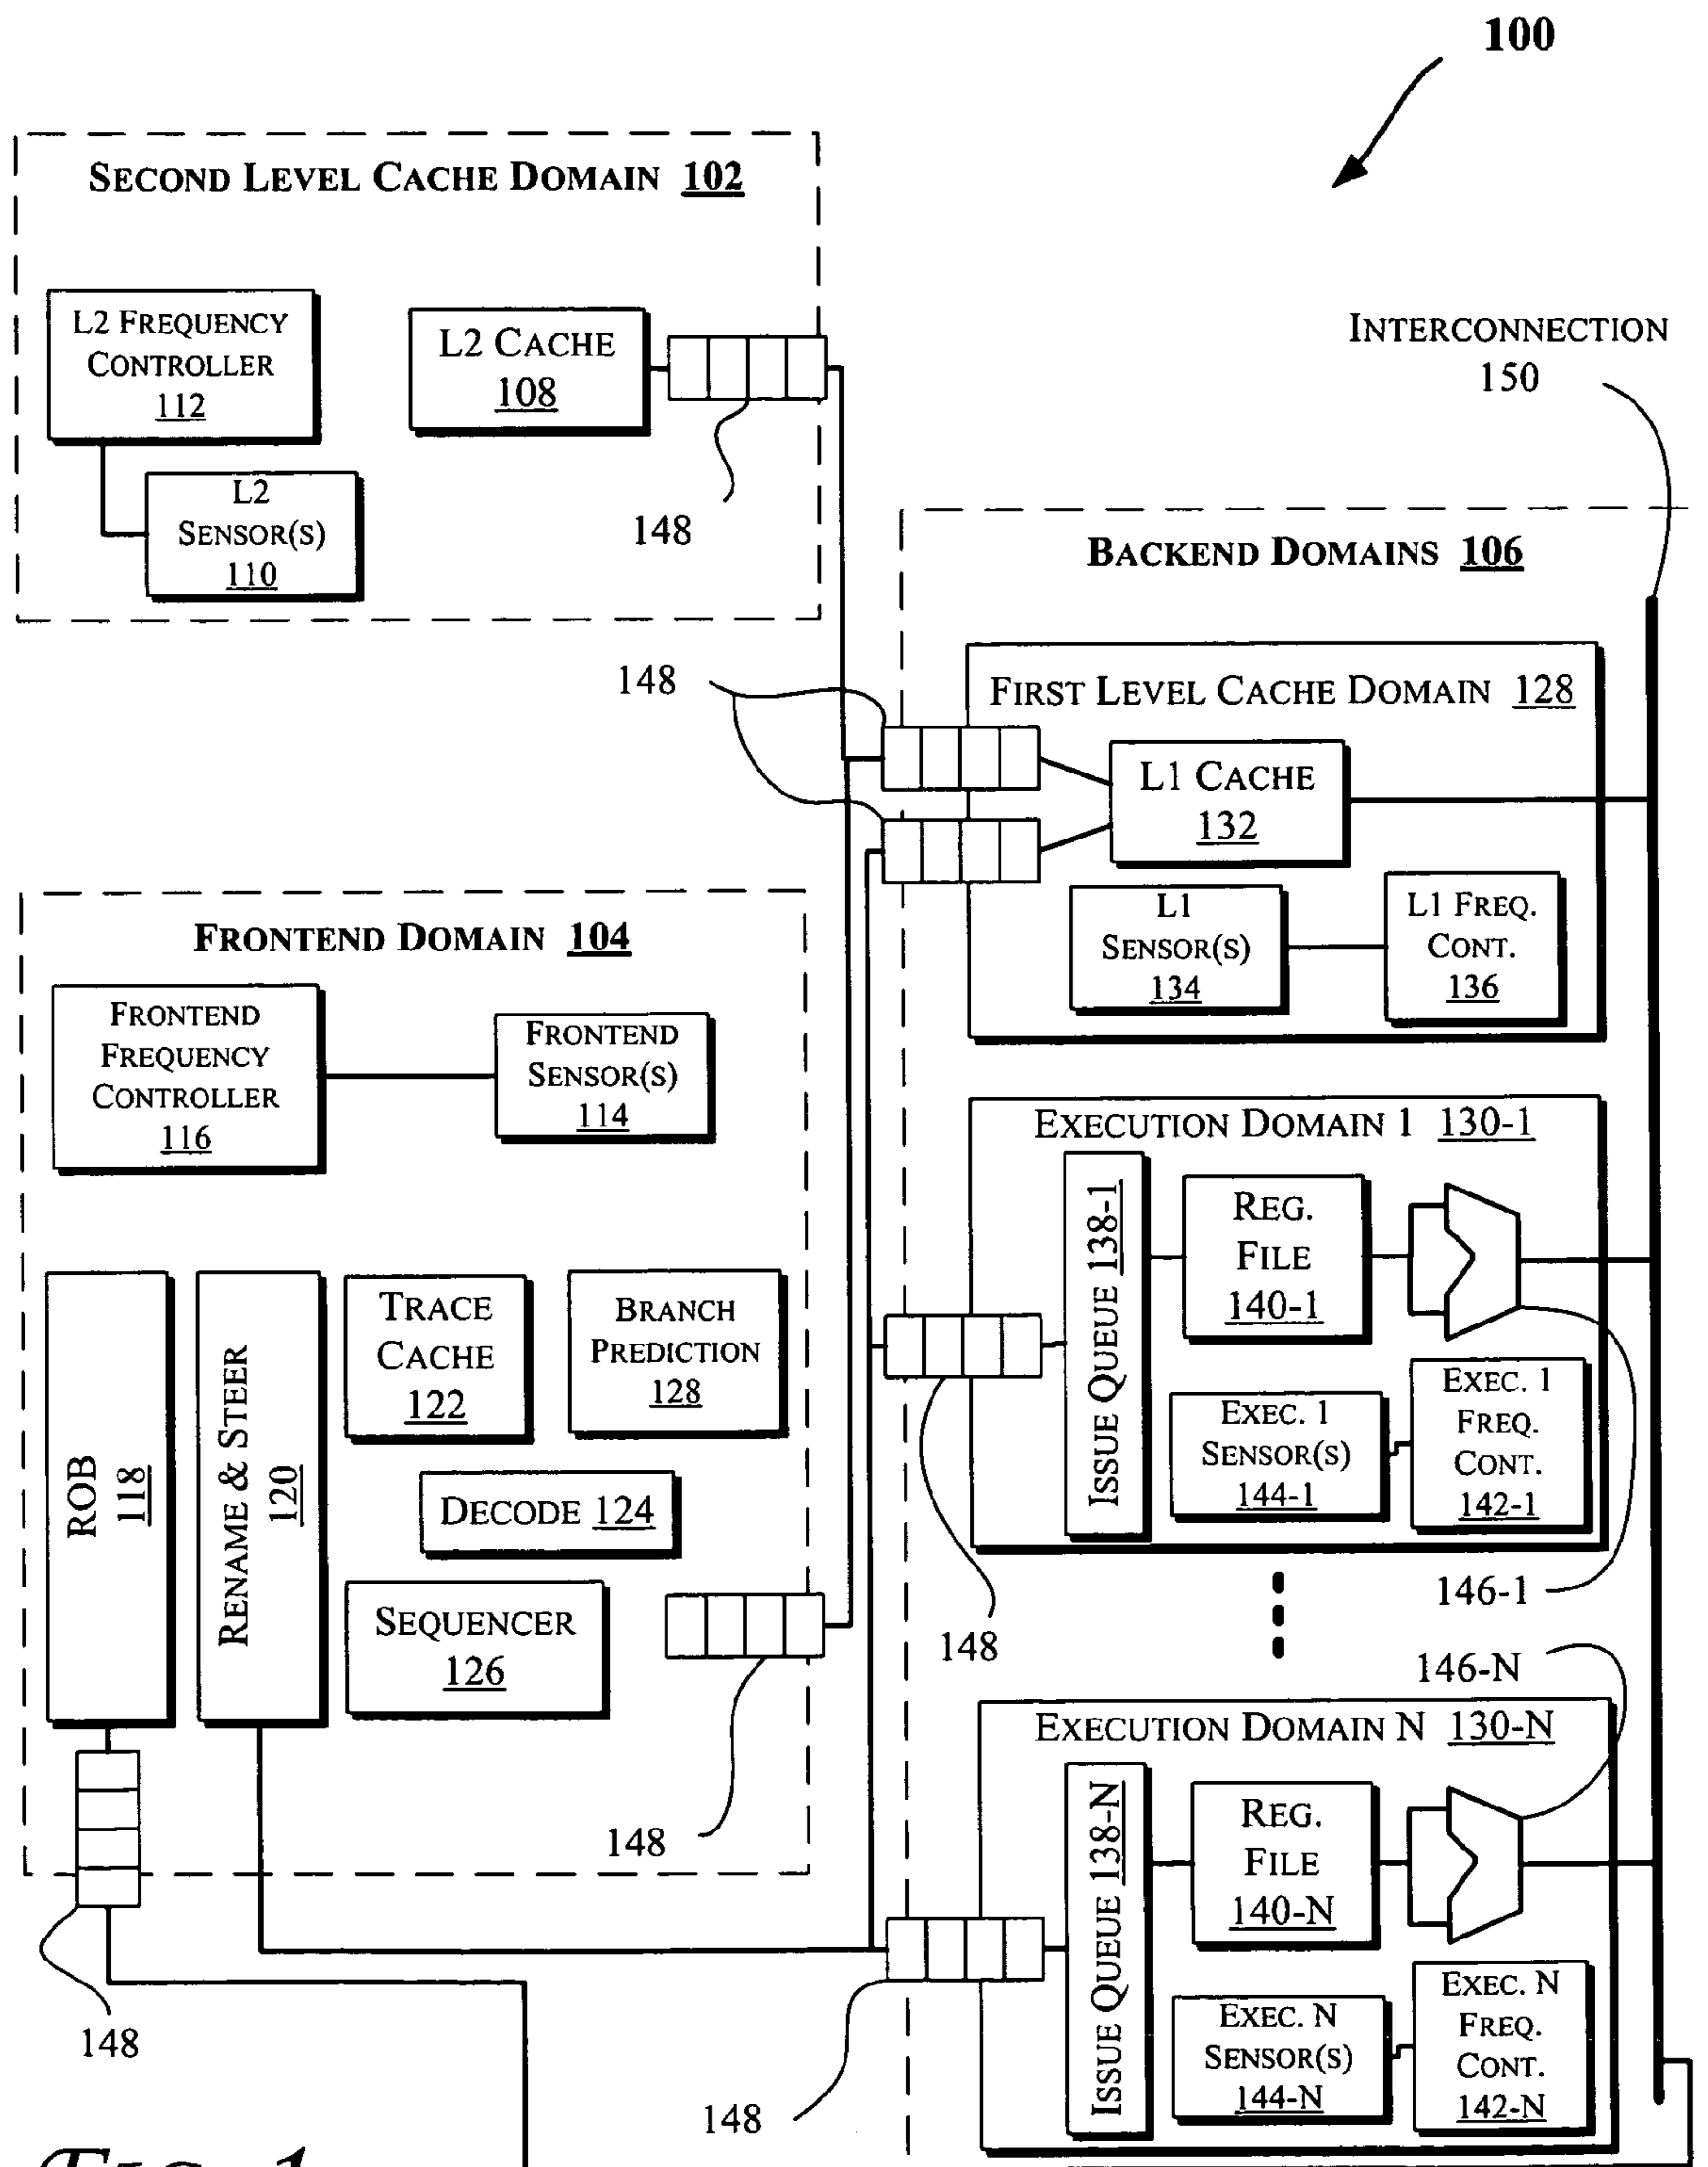 100
SECOND LEVEL CACHE DOMAIN 102
L2 FREQUENCY
CONTROLLER
112
L2 CACHE
108
L2
SENSOR(S)
110
148
INTERCONNECTION
150
BACKEND DOMAINS 106
148
FIRST LEVEL CACHE DOMAIN 128
L1 CACHE
132
L1
SENSOR(S)
134
L1 FREQ.
CONT.
136
FRONTEND DOMAIN 104
FRONTEND
FREQUENCY
CONTROLLER
116
FRONTEND
SENSOR(S)
114
ROB 118
RENAME & STEER 120
TRACE
CACHE
122
BRANCH
PREDICTION
128
DECODE 124
SEQUENCER
126
148
148
EXECUTION DOMAIN 1 130-1
ISSUE QUEUE 138-1
REG.
FILE
140-1
EXEC. 1
SENSOR(S)
144-1
EXEC. 1
FREQ.
CONT.
142-1
146-1
148
146-N
EXECUTION DOMAIN N 130-N
ISSUE QUEUE 138-N
REG.
FILE
140-N
EXEC. N
SENSOR(S)
144-N
EXEC. N
FREQ.
CONT.
142-N
148
FIG. 1